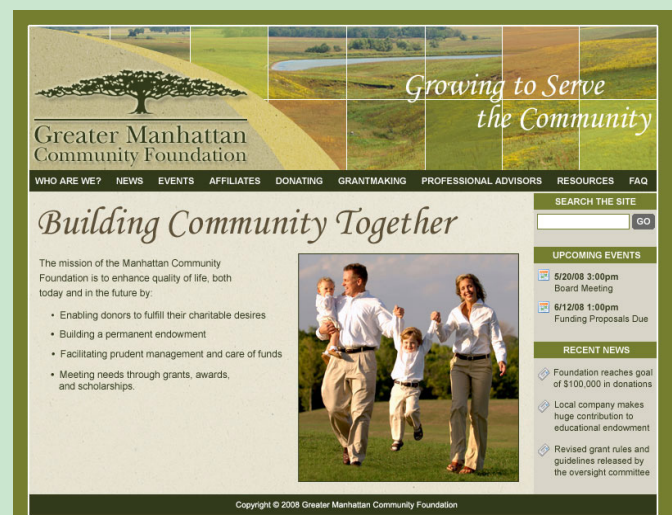 Growing to Serve
the Community
Greater Manhattan
Community Foundation
WHO ARE WE? NEWS EVENTS AFFILIATES DONATING GRANTMAKING PROFESSIONAL ADVISORS RESOURCES FAQ
Building Community Together
The mission of the Manhattan Community
Foundation is to enhance quality of life, both
today and in the future by:
• Enabling donors to fulfill their charitable desires
• Building a permanent endowment
• Facilitating prudent management and care of funds
• Meeting needs through grants, awards,
and scholarships.
SEARCH THE SITE
GO
UPCOMING EVENTS
5/20/08 3:00pm
Board Meeting
6/12/08 1:00pm
Funding Proposals Due
RECENT NEWS
Foundation reaches goal
of $100,000 in donations
Local company makes
huge contribution to
educational endowment
Revised grant rules and
guidelines released by
the oversight committee
Copyright © 2008 Greater Manhattan Community Foundation